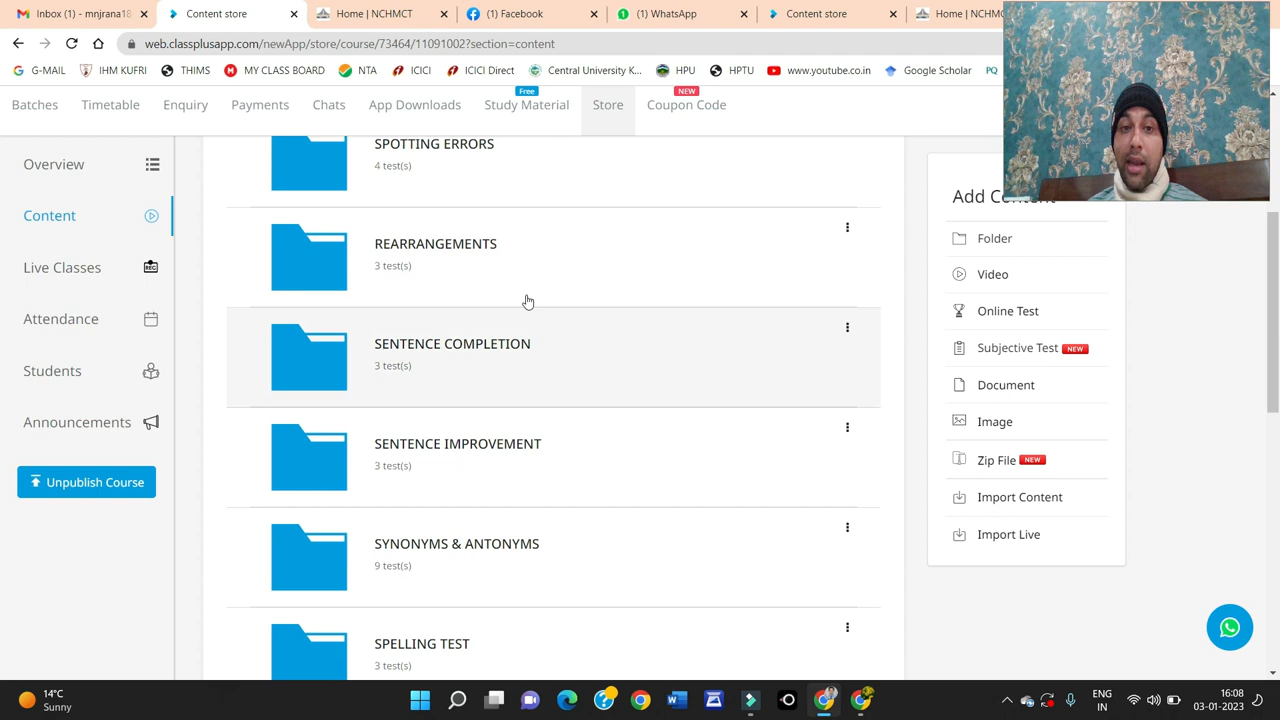 Inbox (1) - mnjrana18
Content store
Home | NCHMCT
(1) Facebook
(1) WhatsApp
Content store
Home | NCHM
web.classplusapp.com/newApp/store/course/73464/11091002?section=content
G-MAIL
IHM KUFRI
THIMS
MY CLASS BOARD
NTA
ICICI
ICICI Direct
Central University K...
HPU
HPTU
www.youtube.co.in
Google Scholar
PQ
Batches
Timetable
Enquiry
Payments
Chats
App Downloads
Free
Study Material
Store
NEW
Coupon Code
Overview
Content
Live Classes
Attendance
Students
Announcements
Unpublish Course
SPOTTING ERRORS
4 test(s)
REARRANGEMENTS
3 test(s)
SENTENCE COMPLETION
3 test(s)
SENTENCE IMPROVEMENT
3 test(s)
SYNONYMS & ANTONYMS
9 test(s)
SPELLING TEST
3 test(s)
Add
Folder
Video
Online Test
Subjective Test NEW
Document
Image
Zip File NEW
Import Content
Import Live
14°C
Sunny
ENG
IN
16:08
03-01-2023